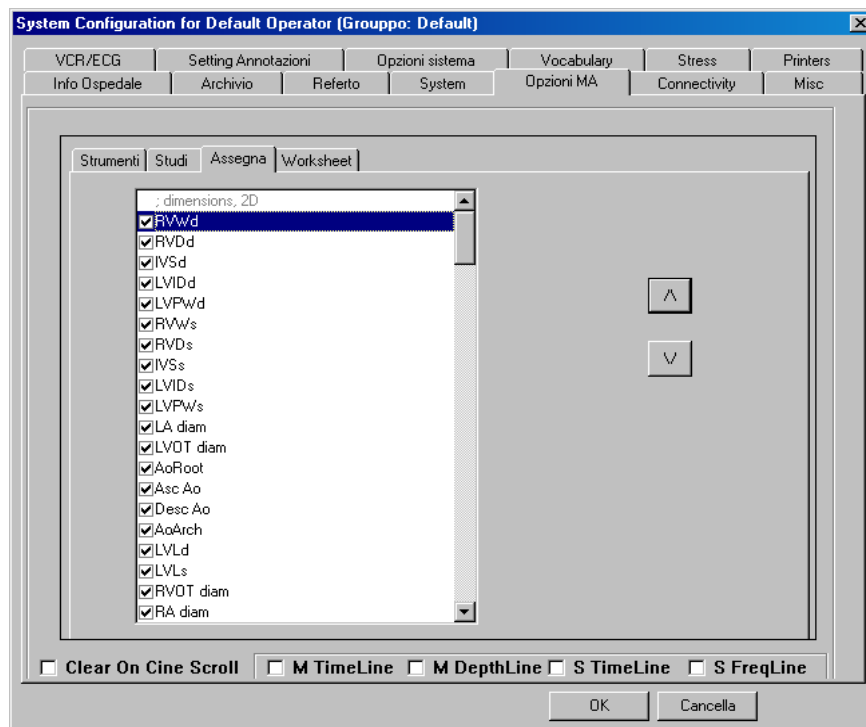 System Configuration for Default Operator (Grouppo: Default)
VCR/ECG Setting Annotazioni Opzioni sistema Vocabulary Stress Printers
Info Ospedale Archivio Referto System Opzioni MA Connectivity Misc
Strumenti Studi Assegna Worksheet
; dimensions, 2D
RVWd
RVDd
IVSd
LVIDd
LVPWd
RVWs
RVDs
IVSs
LVIDs
LVPWs
LA diam
LVOT diam
AoRoot
Asc Ao
Desc Ao
AoArch
LVLd
LVLs
RVOT diam
RA diam
/\
\/
Clear On Cine Scroll M TimeLine M DepthLine S TimeLine S FreqLine
OK Cancella